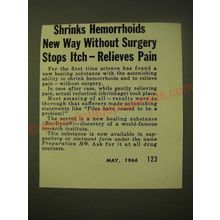 Shrinks Hemorrhoids
New Way Without Surgery
Stops Itch – Relieves Pain
For the first time science has found a
new healing substance with the astonishing
ability to shrink hemorrhoids and to relieve
pain – without surgery.
In case after case, while gently relieving
pain, actual reduction (shrinkage) took place.
Most amazing of all – results were so
thorough that sufferers made astonishing
statements like "Piles have ceased to be a
problem!"
The secret is a new healing substance
(Bio-Dyne®) – discovery of a world-famous
research institute.
This substance is now available in suppository
or ointment form under the name
Preparation H®. Ask for it at all drug
counters.
MAY, 1966 123